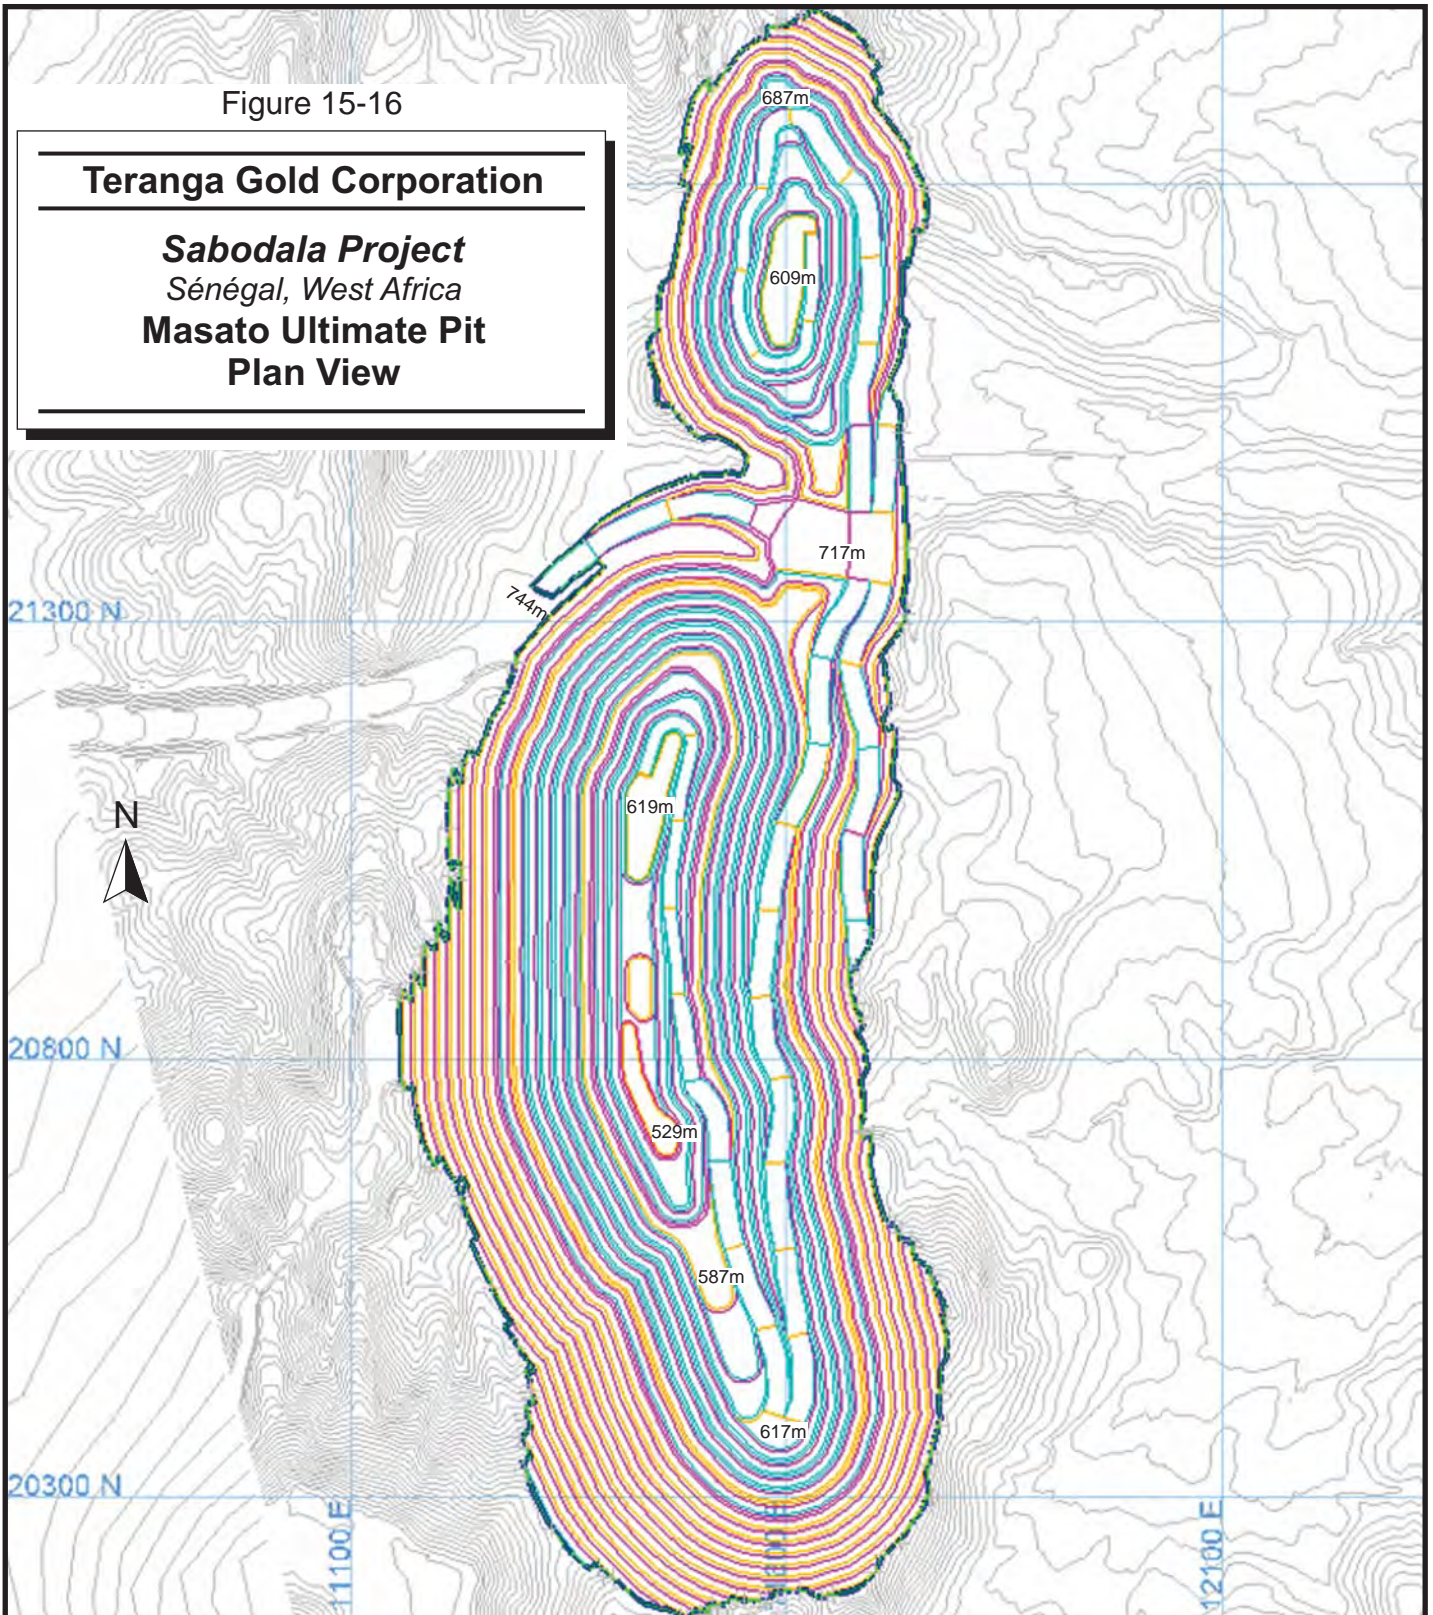 Figure 15-16
Teranga Gold Corporation
Sabodala Project
Sénégal, West Africa
Masato Ultimate Pit
Plan View
687m
609m
717m
744m
21300 N
N
619m
20800 N
529m
587m
617m
20300 N
11100 E
12100 E